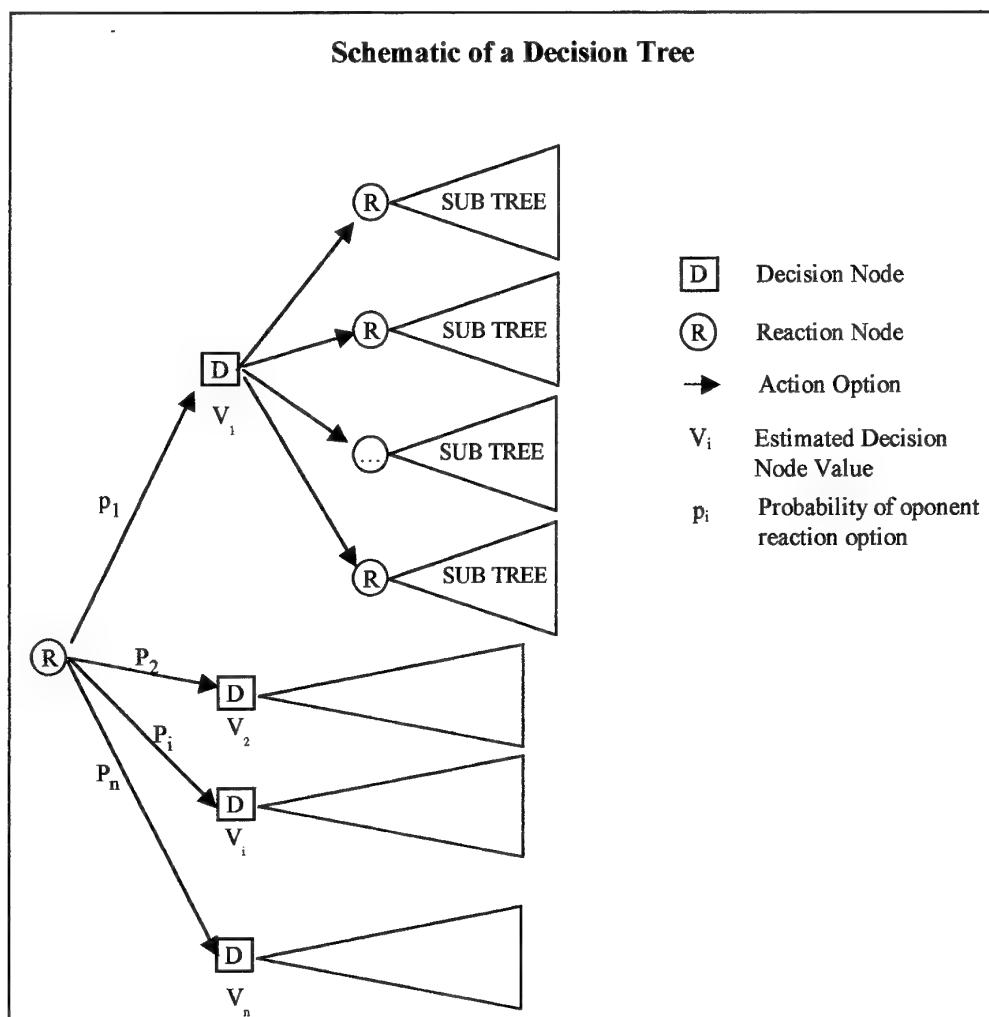 Schematic of a Decision Tree
R
SUB TREE
R
SUB TREE
D
V₁
...
SUB TREE
p₁
R
SUB TREE
R
P₂
D
V₂
Pᵢ
D
Vᵢ
Pₙ
D
Vₙ
D
Decision Node
R
Reaction Node
Action Option
Vᵢ
Estimated Decision
Node Value
pᵢ
Probability of oponent
reaction option